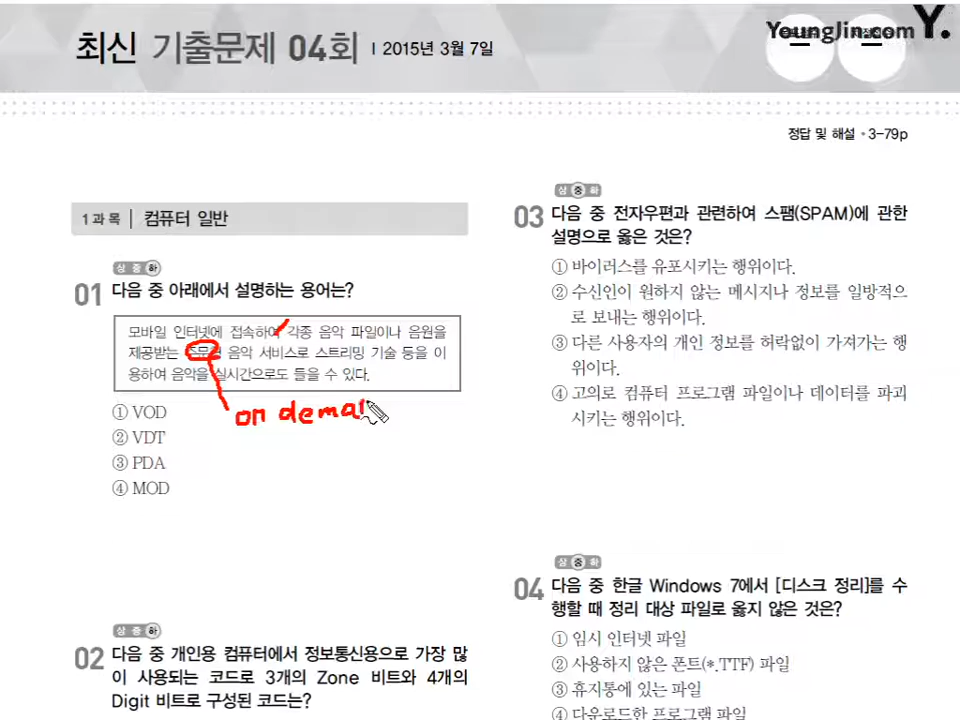 최신 기출문제 04회 | 2015년 3월 7일
YoungJin.com Y.
정답 및 해설 • 3-79p
1과목 | 컴퓨터 일반
상 중 하
01 다음 중 아래에서 설명하는 용어는?
모바일 인터넷에 접속하여 각종 음악 파일이나 음원을
제공받는 주문형 음악 서비스로 스트리밍 기술 등을 이
용하여 음악을 실시간으로도 들을 수 있다.
on deman
① VOD
② VDT
③ PDA
④ MOD
상 중 하
02 다음 중 개인용 컴퓨터에서 정보통신용으로 가장 많
이 사용되는 코드로 3개의 Zone 비트와 4개의
Digit 비트로 구성된 코드는?
상 중 하
03 다음 중 전자우편과 관련하여 스팸(SPAM)에 관한
설명으로 옳은 것은?
① 바이러스를 유포시키는 행위이다.
② 수신인이 원하지 않는 메시지나 정보를 일방적으
로 보내는 행위이다.
③ 다른 사용자의 개인 정보를 허락없이 가져가는 행
위이다.
④ 고의로 컴퓨터 프로그램 파일이나 데이터를 파괴
시키는 행위이다.
상 중 하
04 다음 중 한글 Windows 7에서 [디스크 정리]를 수
행할 때 정리 대상 파일로 옳지 않은 것은?
① 임시 인터넷 파일
② 사용하지 않은 폰트(*.TTF) 파일
③ 휴지통에 있는 파일
④ 다운로드한 프로그램 파일